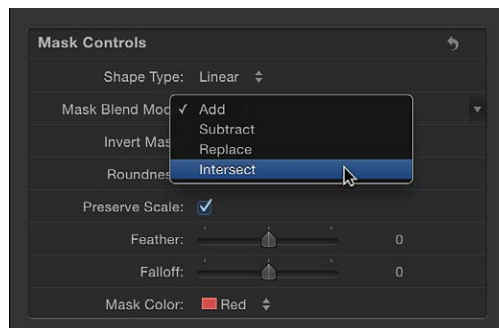 Mask Controls
Shape Type: Linear
Mask Blend Mod ✓ Add
Subtract
Invert Mas
Replace
Roundnes
Intersect
Preserve Scale:
Feather: 0
Falloff: 0
Mask Color: Red